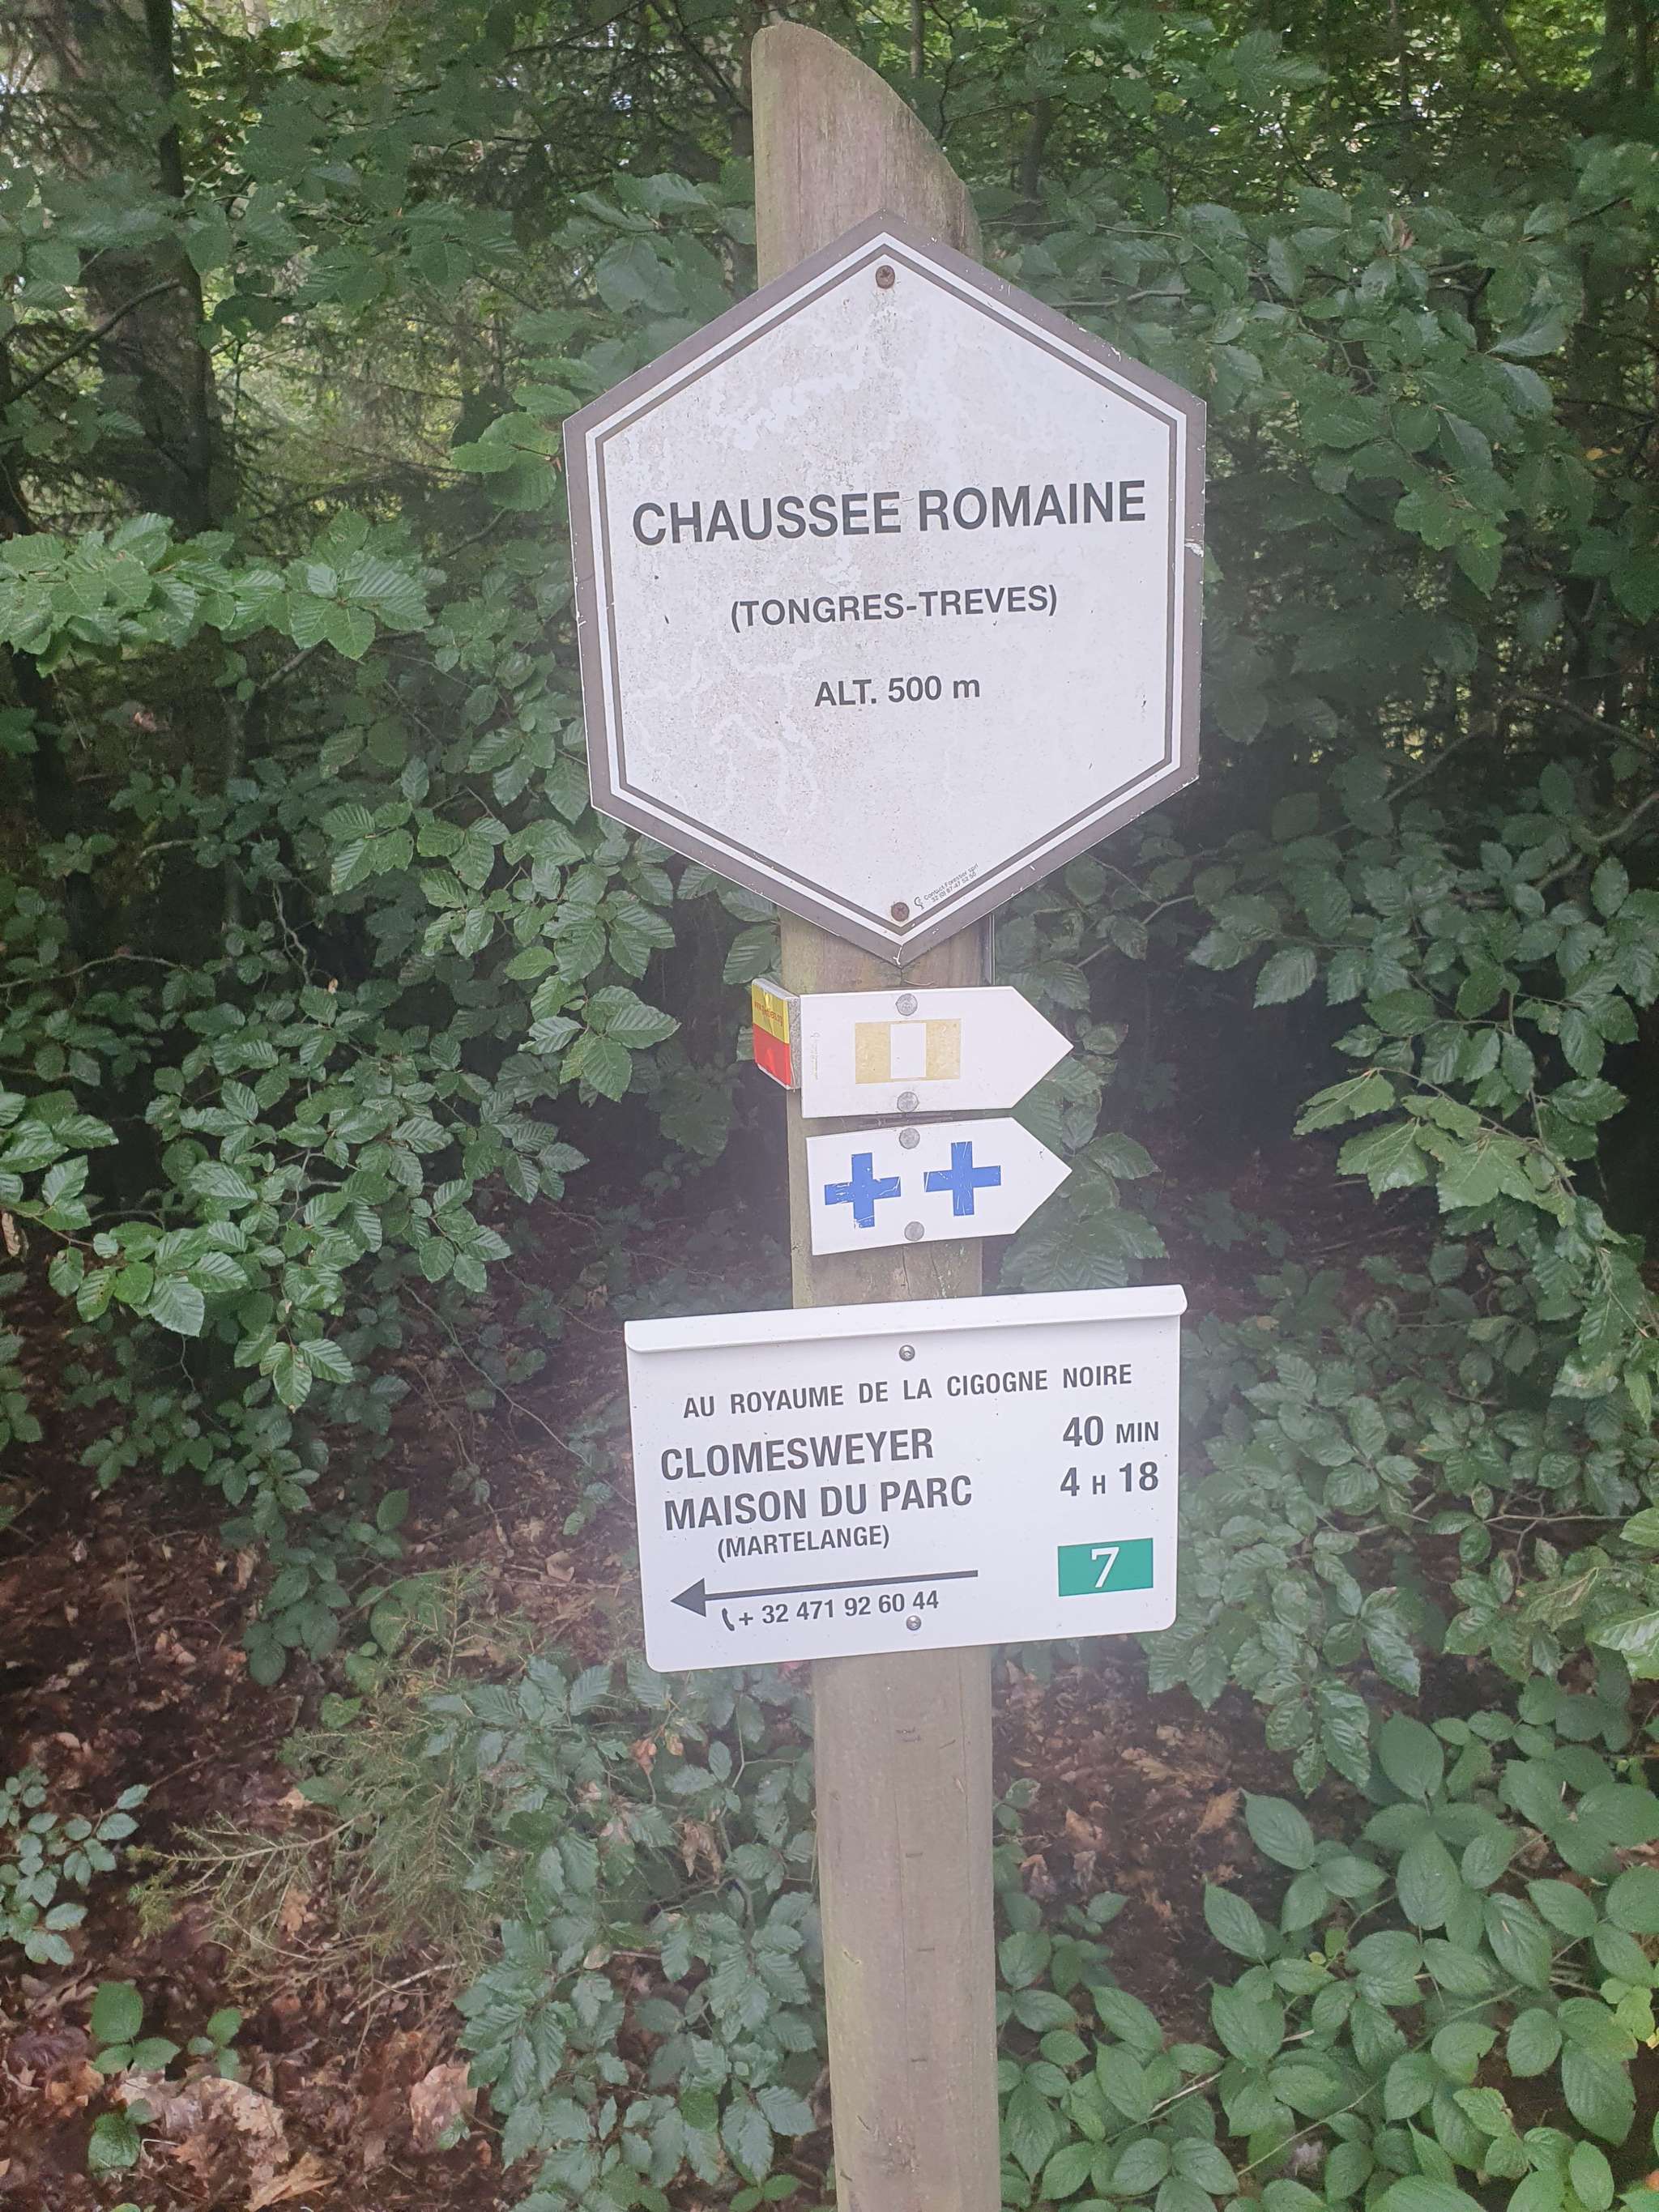 CHAUSSEE ROMAINE
(TONGRES-TREVES)
ALT. 500 m
AU ROYAUME DE LA CIGOGNE NOIRE
CLOMESWEYER 40 MIN
MAISON DU PARC 4 H 18
(MARTELANGE)
7
+ 32 471 92 60 44